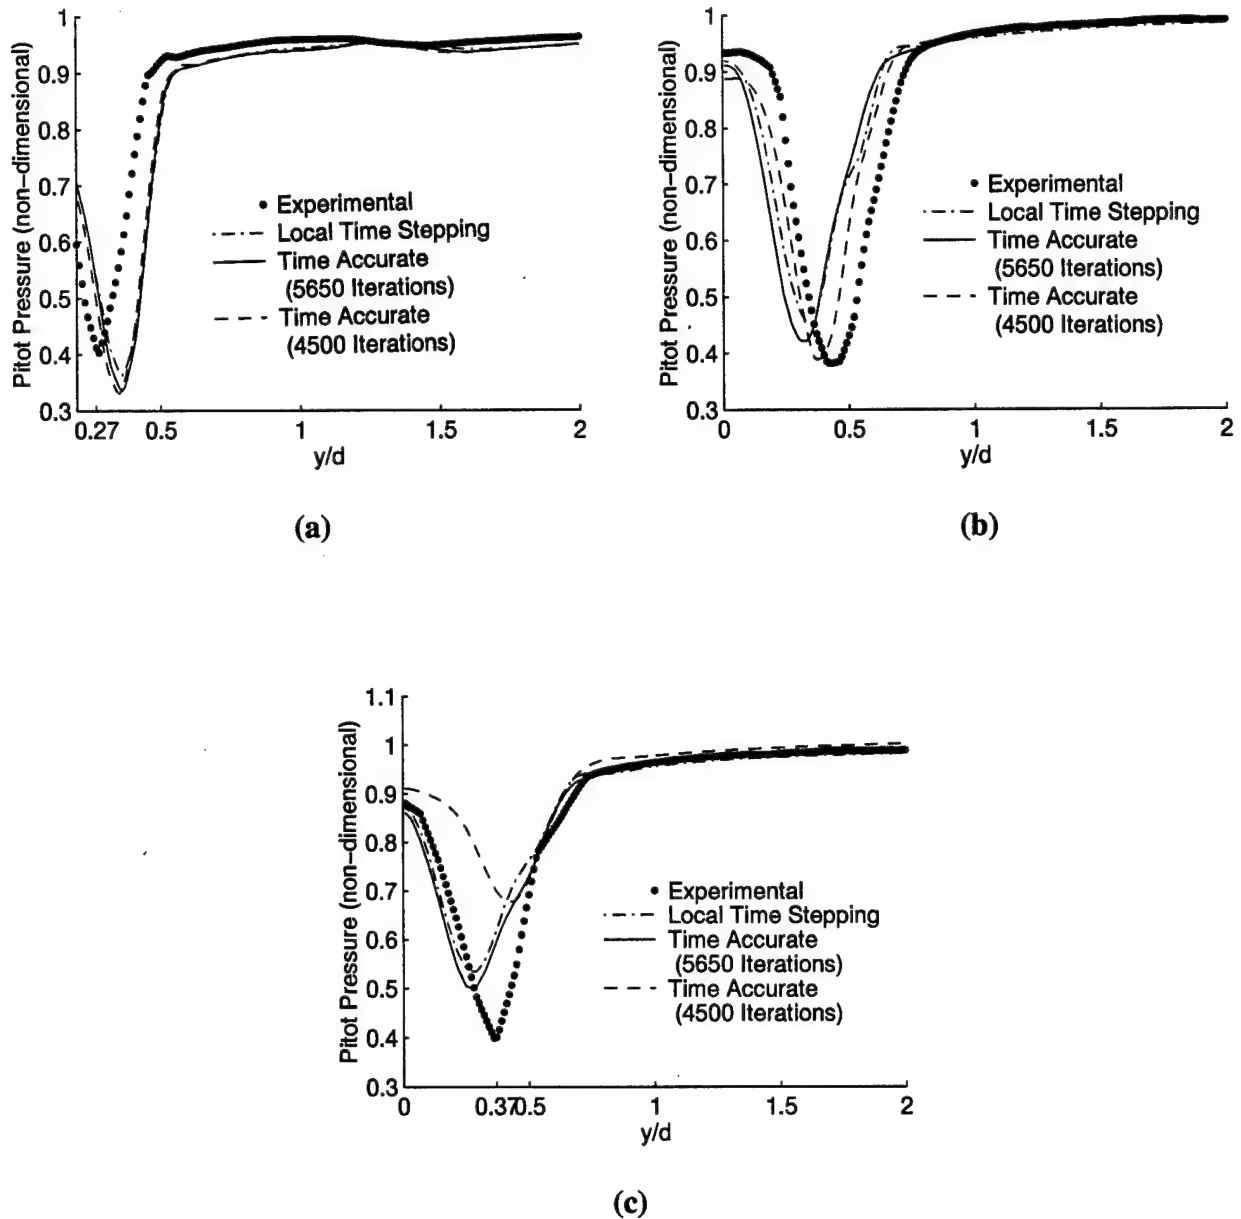 Pitot Pressure (non-dimensional)
1
0.9
0.8
0.7
0.6
0.5
0.4
0.3
0.27
0.5
1
1.5
2
y/d
Experimental
Local Time Stepping
Time Accurate
(5650 Iterations)
Time Accurate
(4500 Iterations)
(a)
Pitot Pressure (non-dimensional)
1
0.9
0.8
0.7
0.6
0.5
0.4
0.3
0
0.5
1
1.5
2
y/d
Experimental
Local Time Stepping
Time Accurate
(5650 Iterations)
Time Accurate
(4500 Iterations)
(b)
Pitot Pressure (non-dimensional)
1.1
1
0.9
0.8
0.7
0.6
0.5
0.4
0.3
0
0.37
0.5
1
1.5
2
y/d
Experimental
Local Time Stepping
Time Accurate
(5650 Iterations)
Time Accurate
(4500 Iterations)
(c)